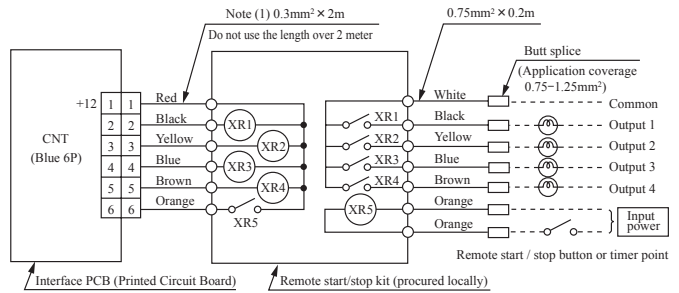 Note (1) 0.3mm² × 2m
0.75mm² × 0.2m
Do not use the length over 2 meter
Butt splice
(Application coverage
0.75−1.25mm²)
CNT
(Blue 6P)
+12
1 1 Red
2 2 Black
3 3 Yellow
4 4 Blue
5 5 Brown
6 6 Orange
XR1
XR2
XR3
XR4
XR5
XR1
XR2
XR3
XR4
XR5
White Common
Black Output 1
Yellow Output 2
Blue Output 3
Brown Output 4
Orange
Orange
Input
power
Remote start / stop button or timer point
Interface PCB (Printed Circuit Board)
Remote start/stop kit (procured locally)